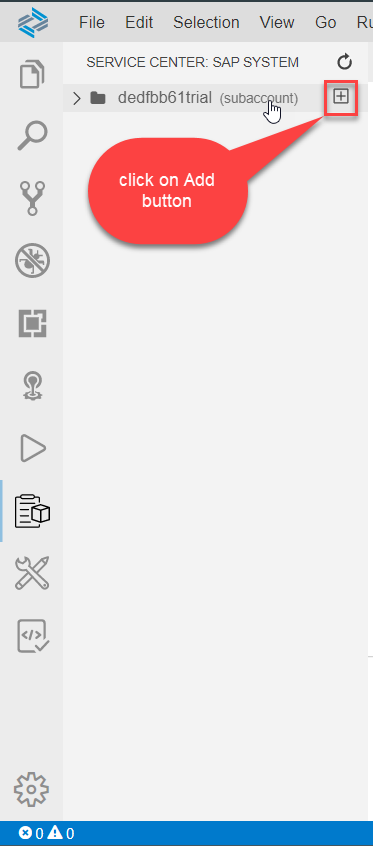 File Edit Selection View Go Ru
SERVICE CENTER: SAP SYSTEM
dedfbb61trial (subaccount)
click on Add
button
0 0